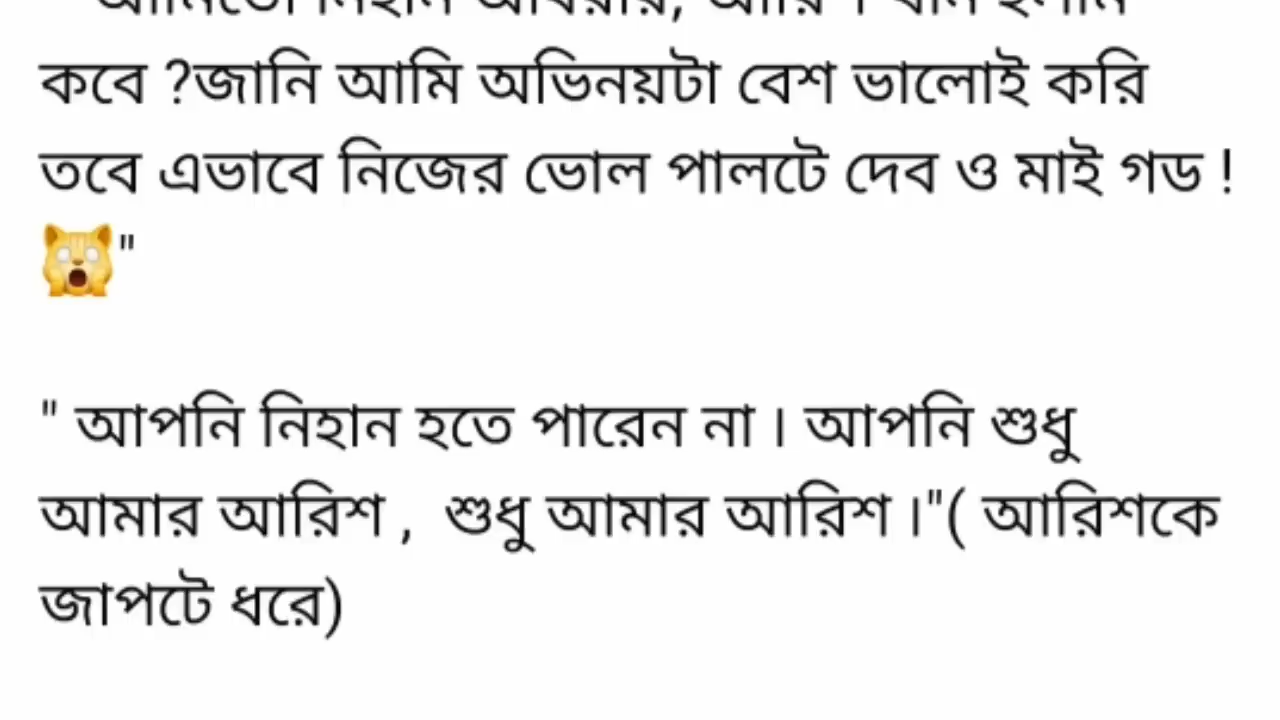 কবে ?জানি আমি অভিনয়টা বেশ ভালোই করি
তবে এভাবে নিজের ভোল পালটে দেব ও মাই গড !
🙀"
" আপনি নিহান হতে পারেন না । আপনি শুধু
আমার আরিশ , শুধু আমার আরিশ ।"( আরিশকে
জাপটে ধরে)